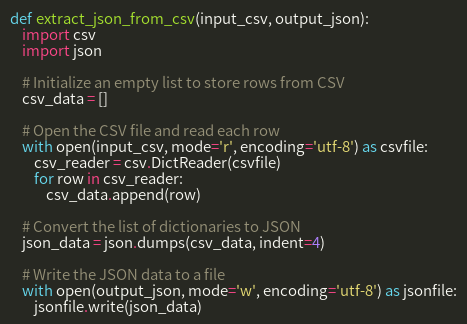 def extract_json_from_csv(input_csv, output_json):
    import csv
    import json

    # Initialize an empty list to store rows from CSV
    csv_data = []

    # Open the CSV file and read each row
    with open(input_csv, mode='r', encoding='utf-8') as csvfile:
        csv_reader = csv.DictReader(csvfile)
        for row in csv_reader:
            csv_data.append(row)

    # Convert the list of dictionaries to JSON
    json_data = json.dumps(csv_data, indent=4)

    # Write the JSON data to a file
    with open(output_json, mode='w', encoding='utf-8') as jsonfile:
        jsonfile.write(json_data)